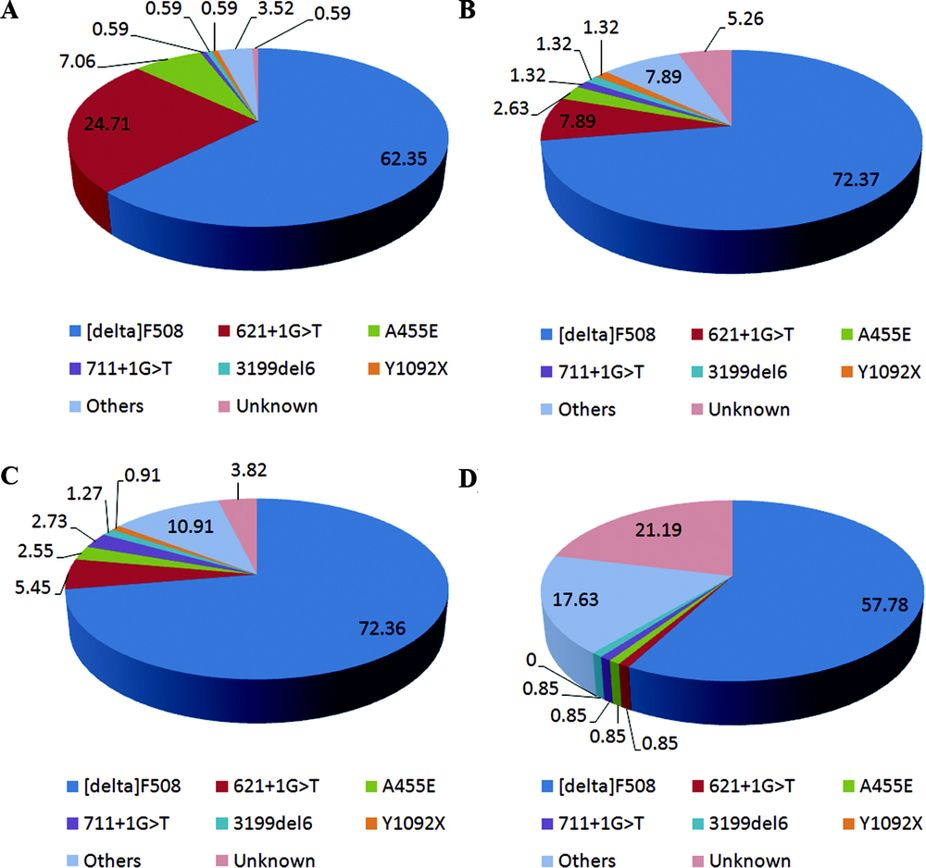 A
0.59 0.59 3.52 0.59
0.59
7.06
24.71
62.35
[delta]F508 621+1G>T A455E
711+1G>T 3199del6 Y1092X
Others Unknown
B
5.26
1.32
1.32
1.32
2.63
7.89
7.89
72.37
[delta]F508 621+1G>T A455E
711+1G>T 3199del6 Y1092X
Others Unknown
C
3.82
0.91
1.27
2.73
2.55
5.45
10.91
72.36
[delta]F508 621+1G>T A455E
711+1G>T 3199del6 Y1092X
Others Unknown
D
21.19
17.63
57.78
0
0.85
0.85
0.85
0.85
[delta]F508 621+1G>T A455E
711+1G>T 3199del6 Y1092X
Others Unknown